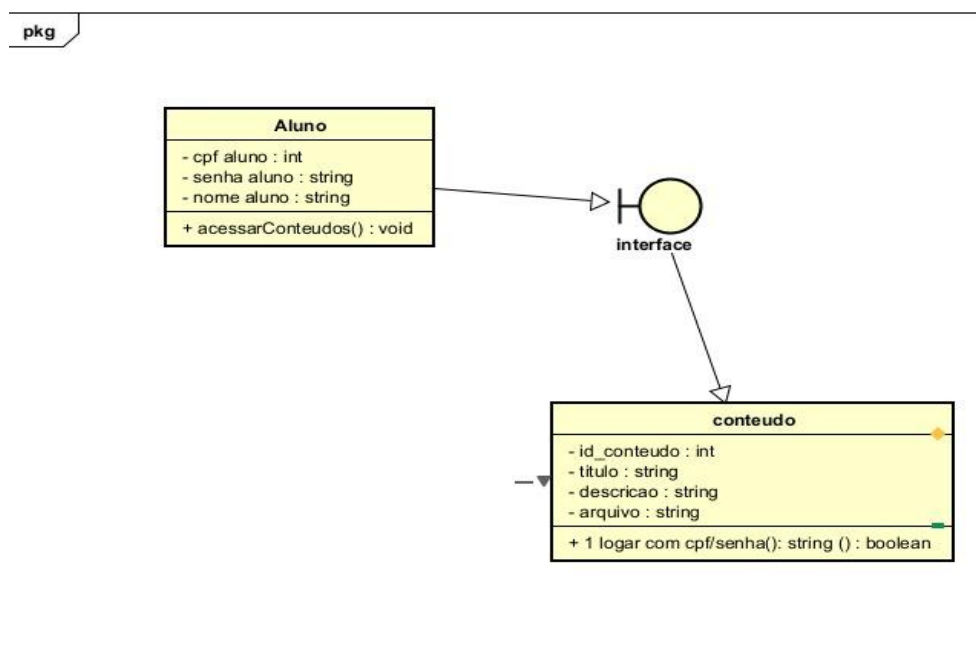 pkg
Aluno
- cpf aluno : int
- senha aluno : string
- nome aluno : string
+ acessarConteudos() : void
interface
conteudo
- id_conteudo : int
- titulo : string
- descricao : string
- arquivo : string
+ 1 logar com cpf/senha(): string () : boolean